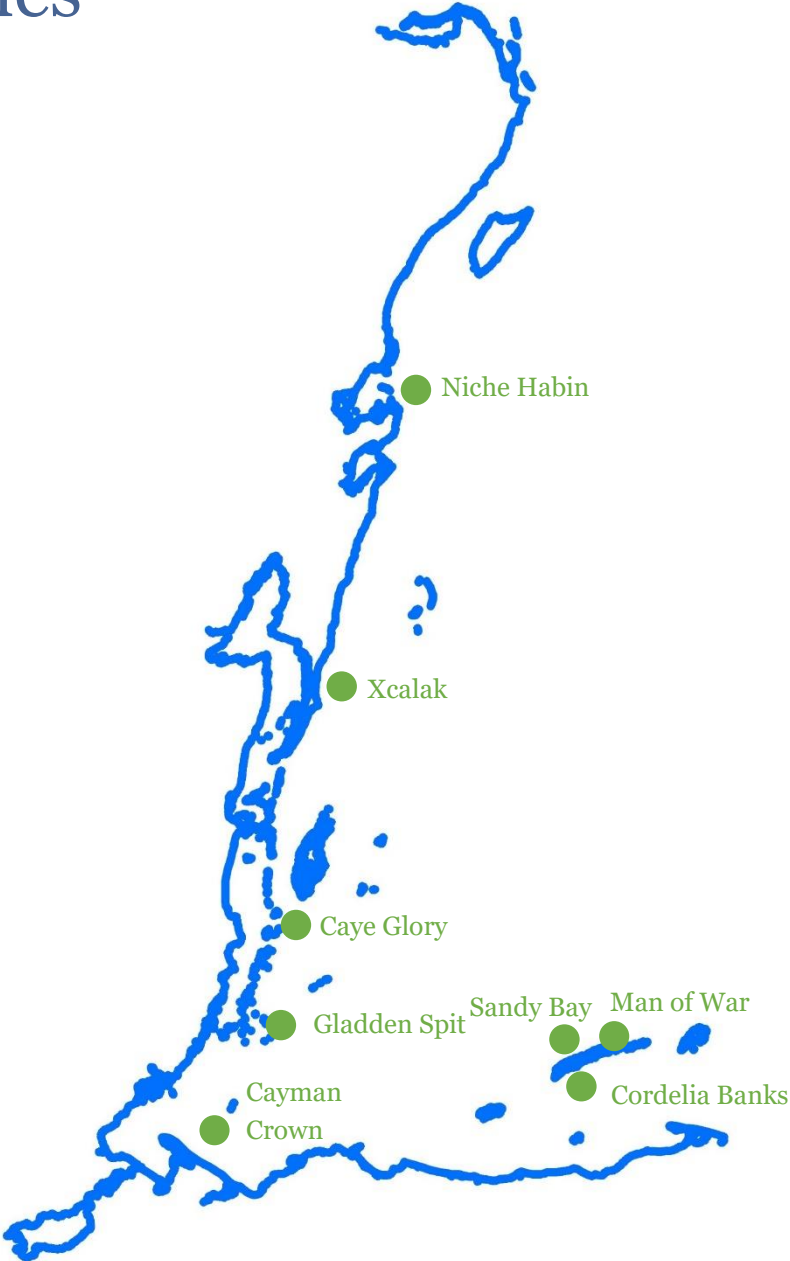 Niche Habin
Xcalak
Caye Glory
Sandy Bay
Man of War
Gladden Spit
Cordelia Banks
Cayman
Crown